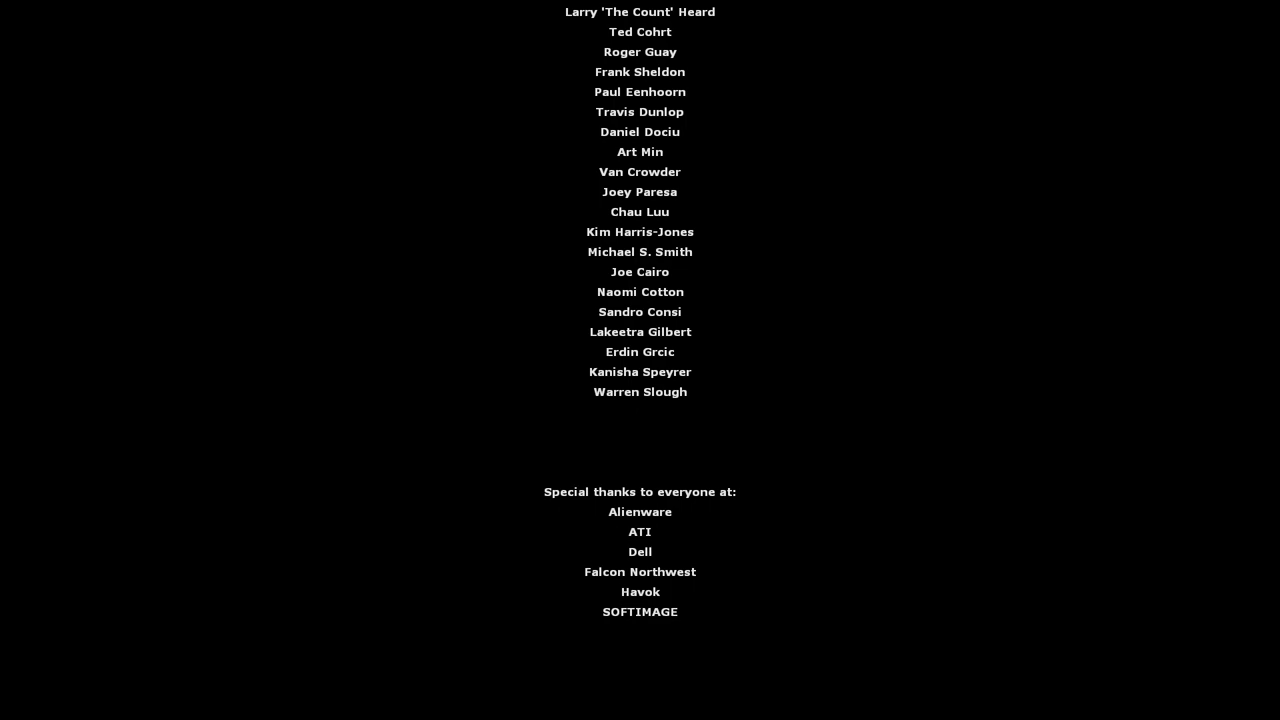 Larry 'The Count' Heard
Ted Cohrt
Roger Guay
Frank Sheldon
Paul Eenhoorn
Travis Dunlop
Daniel Dociu
Art Min
Van Crowder
Joey Paresa
Chau Luu
Kim Harris-Jones
Michael S. Smith
Joe Cairo
Naomi Cotton
Sandro Consi
Lakeetra Gilbert
Erdin Grcic
Kanisha Speyrer
Warren Slough
Special thanks to everyone at:
Alienware
ATI
Dell
Falcon Northwest
Havok
SOFTIMAGE